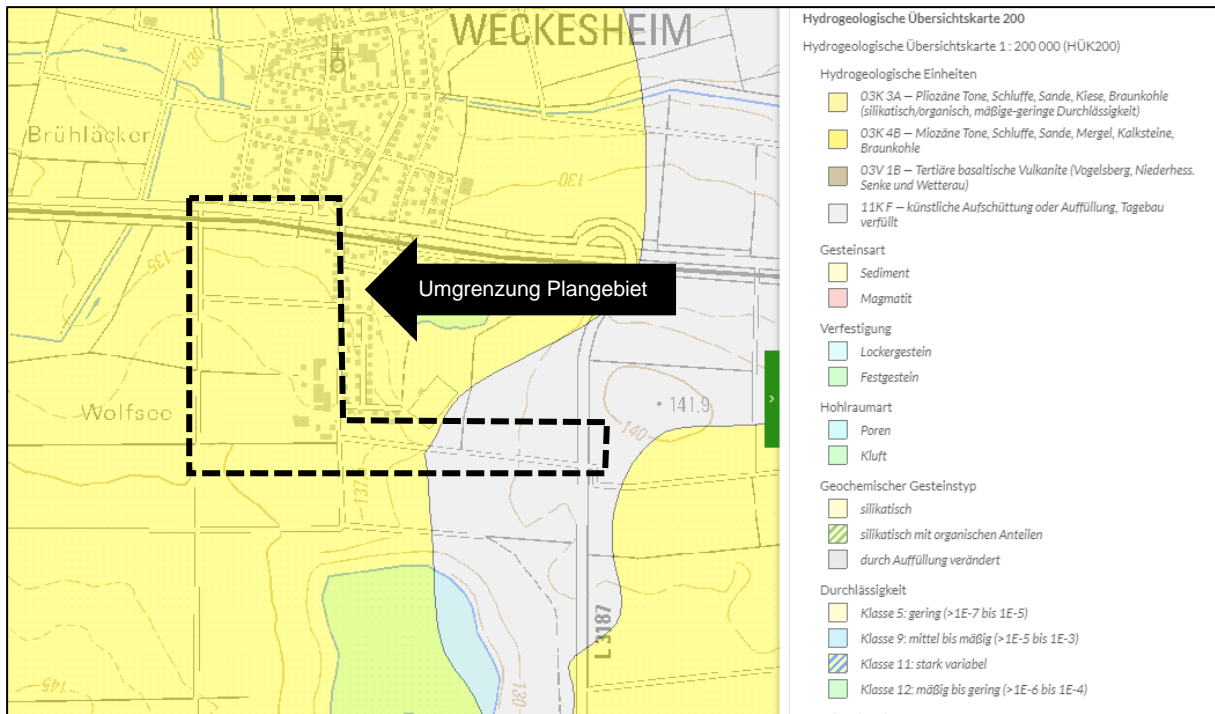 WECKESHEIM
130
Brühläcker
130
135
Umgrenzung Plangebiet
Wolfsee
141,9
140
137,5
L 3187
130
145
Hydrogeologische Übersichtskarte 200
Hydrogeologische Übersichtskarte 1 : 200 000 (HÜK200)
Hydrogeologische Einheiten
03K 3A — Pliozäne Tone, Schluffe, Sande, Kiese, Braunkohle
(silikatisch/organisch, mäßige-geringe Durchlässigkeit)
03K 4B — Miozäne Tone, Schluffe, Sande, Mergel, Kalksteine,
Braunkohle
03V 1B — Tertiäre basaltische Vulkanite (Vogelsberg, Niederhess.
Senke und Wetterau)
11K F — künstliche Aufschüttung oder Auffüllung, Tagebau
verfüllt
Gesteinsart
Sediment
Magmatit
Verfestigung
Lockergestein
Festgestein
Hohlraumart
Poren
Kluft
Geochemischer Gesteinstyp
silikatisch
silikatisch mit organischen Anteilen
durch Auffüllung verändert
Durchlässigkeit
Klasse 5: gering (>1E-7 bis 1E-5)
Klasse 9: mittel bis mäßig (>1E-5 bis 1E-3)
Klasse 11: stark variabel
Klasse 12: mäßig bis gering (>1E-6 bis 1E-4)